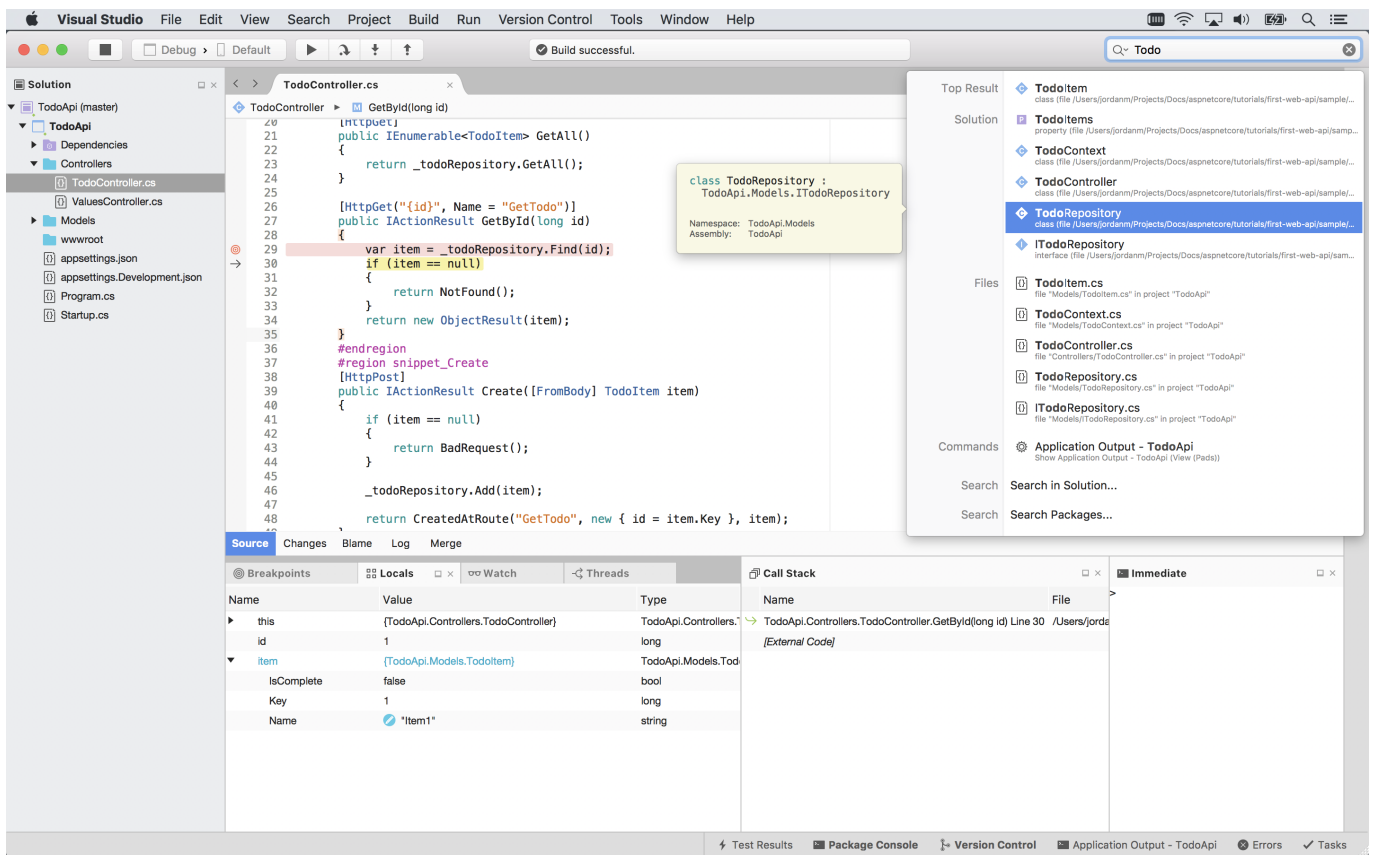 Visual Studio File Edit View Search Project Build Run Version Control Tools Window Help
Debug › Default
Build successful.
Todo
Solution
TodoApi (master)
TodoApi
Dependencies
Controllers
TodoController.cs
ValuesController.cs
Models
wwwroot
appsettings.json
appsettings.Development.json
Program.cs
Startup.cs
TodoController.cs
TodoController ▸ M GetById(long id)
20 [HttpGet]
21 public IEnumerable<TodoItem> GetAll()
22 {
23 return _todoRepository.GetAll();
24 }
25
26 [HttpGet("{id}", Name = "GetTodo")]
27 public IActionResult GetById(long id)
28 {
29 var item = _todoRepository.Find(id);
30 if (item == null)
31 {
32 return NotFound();
33 }
34 return new ObjectResult(item);
35 }
36 #endregion
37 #region snippet_Create
38 [HttpPost]
39 public IActionResult Create([FromBody] TodoItem item)
40 {
41 if (item == null)
42 {
43 return BadRequest();
44 }
45
46 _todoRepository.Add(item);
47
48 return CreatedAtRoute("GetTodo", new { id = item.Key }, item);
class TodoRepository :
TodoApi.Models.ITodoRepository
Namespace: TodoApi.Models
Assembly: TodoApi
Top Result
TodoItem
class (file /Users/jordanm/Projects/Docs/aspnetcore/tutorials/first-web-api/sample/...
Solution
TodoItems
property (file /Users/jordanm/Projects/Docs/aspnetcore/tutorials/first-web-api/samp...
TodoContext
class (file /Users/jordanm/Projects/Docs/aspnetcore/tutorials/first-web-api/sample/...
TodoController
class (file /Users/jordanm/Projects/Docs/aspnetcore/tutorials/first-web-api/sample/...
TodoRepository
class (file /Users/jordanm/Projects/Docs/aspnetcore/tutorials/first-web-api/sample/...
ITodoRepository
interface (file /Users/jordanm/Projects/Docs/aspnetcore/tutorials/first-web-api/sam...
Files
TodoItem.cs
file "Models/TodoItem.cs" in project "TodoApi"
TodoContext.cs
file "Models/TodoContext.cs" in project "TodoApi"
TodoController.cs
file "Controllers/TodoController.cs" in project "TodoApi"
TodoRepository.cs
file "Models/TodoRepository.cs" in project "TodoApi"
ITodoRepository.cs
file "Models/ITodoRepository.cs" in project "TodoApi"
Commands
Application Output - TodoApi
Show Application Output - TodoApi (View (Pads))
Search Search in Solution...
Search Search Packages...
Source Changes Blame Log Merge
Breakpoints Locals Watch Threads
Name Value Type
this {TodoApi.Controllers.TodoController} TodoApi.Controllers.
id 1 long
item {TodoApi.Models.TodoItem} TodoApi.Models.Tod
IsComplete false bool
Key 1 long
Name "Item1" string
Call Stack
Name File
TodoApi.Controllers.TodoController.GetById(long id) Line 30 /Users/jorda
[External Code]
Immediate
>
Test Results Package Console Version Control Application Output - TodoApi Errors Tasks